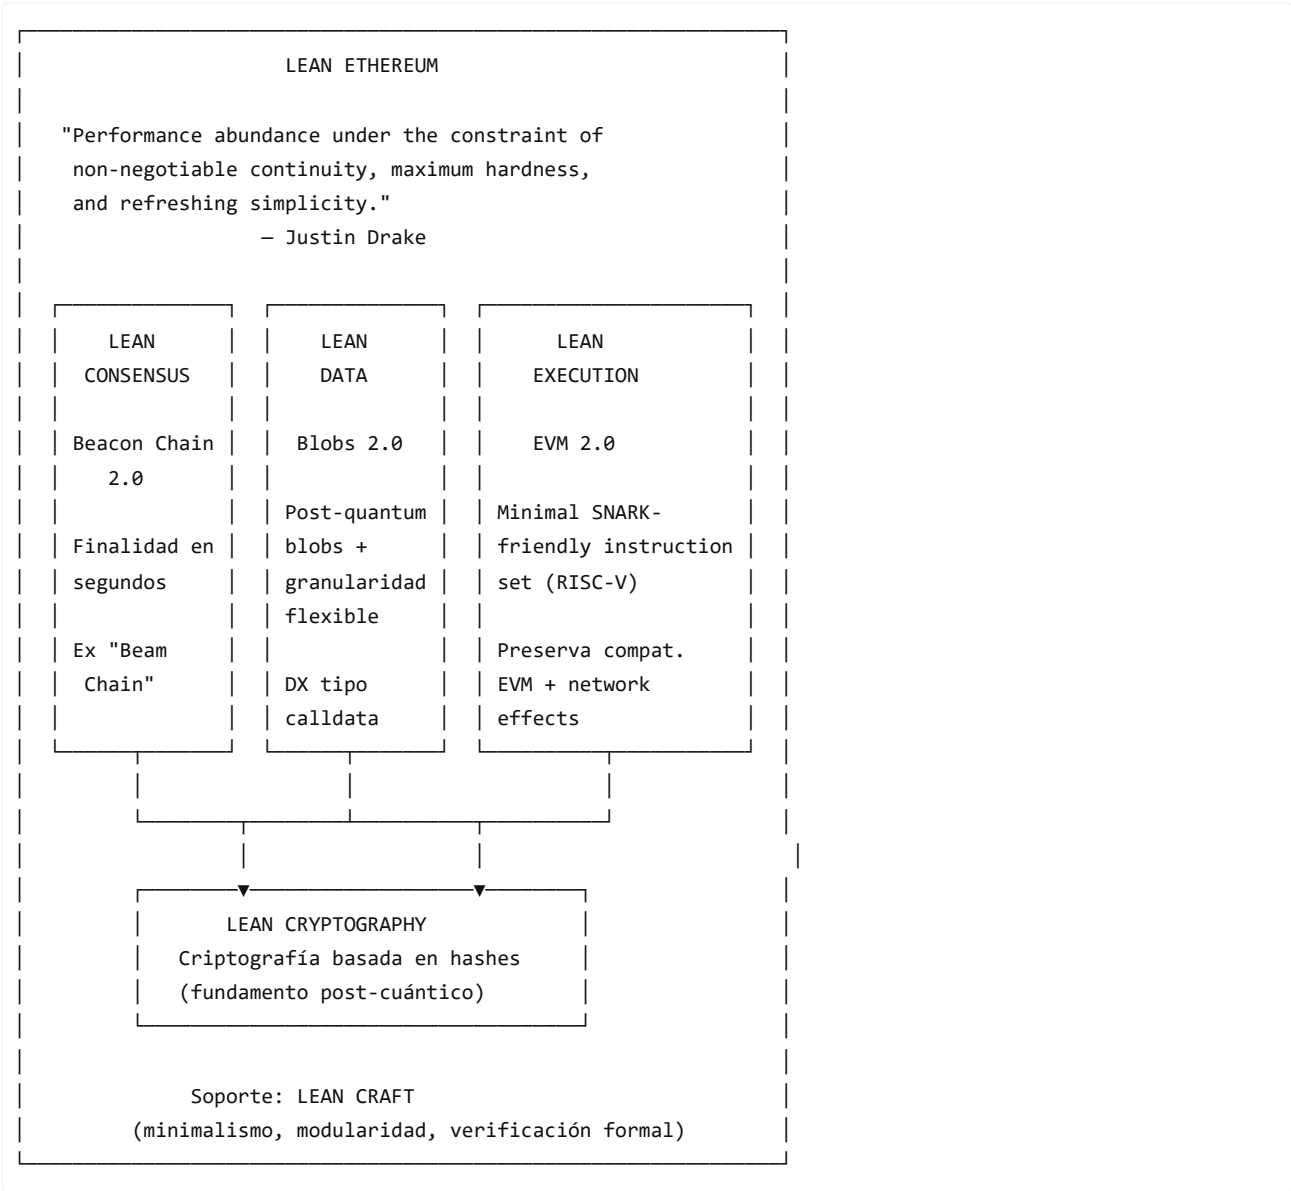 LEAN ETHEREUM
"Performance abundance under the constraint of
non-negotiable continuity, maximum hardness,
and refreshing simplicity."
— Justin Drake
LEAN
CONSENSUS
Beacon Chain
2.0
Finalidad en
segundos
Ex "Beam
Chain"
LEAN
DATA
Blobs 2.0
Post-quantum
blobs +
granularidad
flexible
DX tipo
calldata
LEAN
EXECUTION
EVM 2.0
Minimal SNARK-
friendly instruction
set (RISC-V)
Preserva compat.
EVM + network
effects
LEAN CRYPTOGRAPHY
Criptografía basada en hashes
(fundamento post-cuántico)
Soporte: LEAN CRAFT
(minimalismo, modularidad, verificación formal)